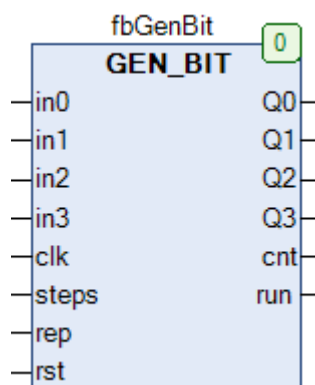 fbGenBit
0
GEN_BIT
in0 Q0
in1 Q1
in2 Q2
in3 Q3
clk cnt
steps run
rep
rst